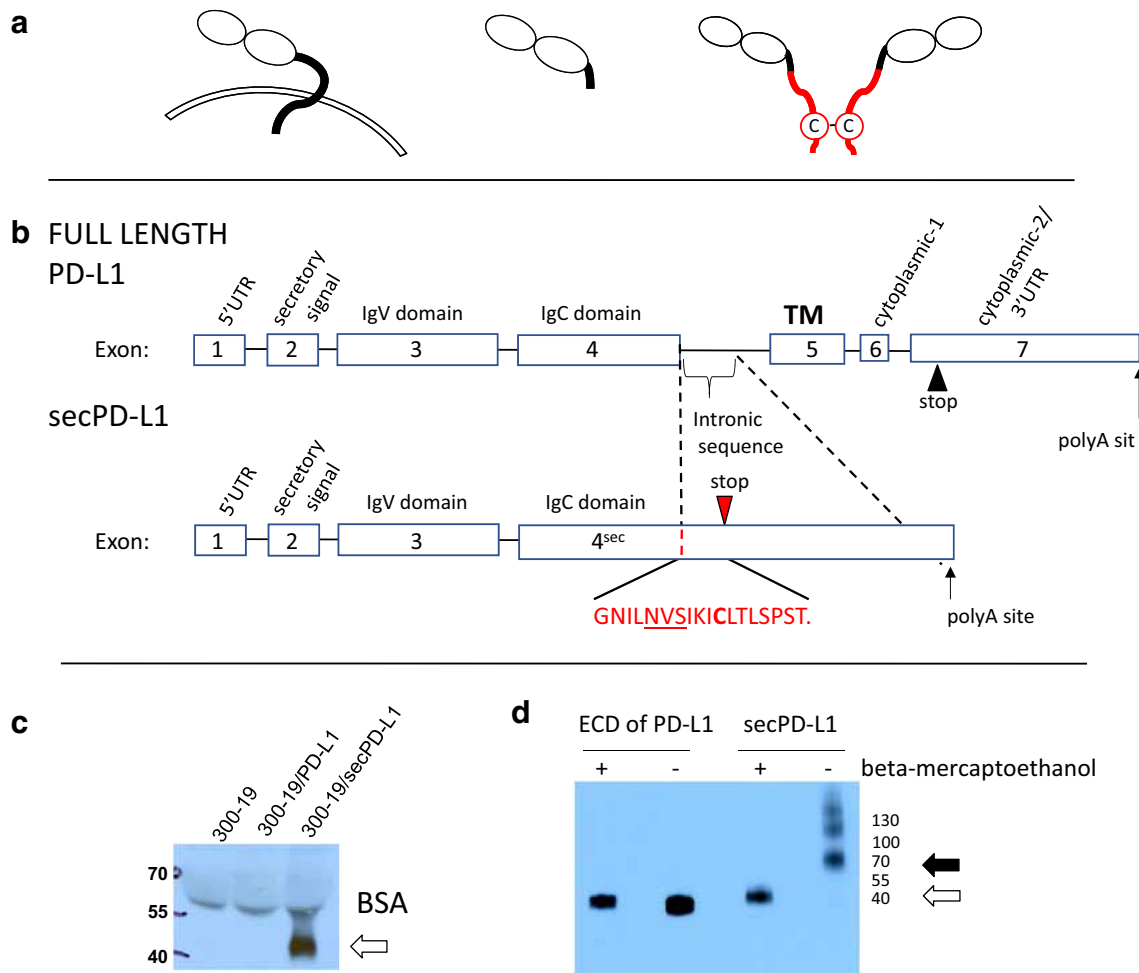 a
C C
b FULL LENGTH
PD-L1
5'UTR
secretory
signal
IgV domain
IgC domain
TM
cytoplasmic-1
cytoplasmic-2/
3'UTR
Exon: 1 2 3 4 5 6 7
stop
polyA sit
Intronic
sequence
secPD-L1
stop
5'UTR
secretory
signal
IgV domain
IgC domain
Exon: 1 2 3 4sec
GNILNVSIKICLTLSPST.
polyA site
c
300-19
300-19/PD-L1
300-19/secPD-L1
70
55
40
BSA
d
ECD of PD-L1 secPD-L1
+ - + - beta-mercaptoethanol
130
100
70
55
40